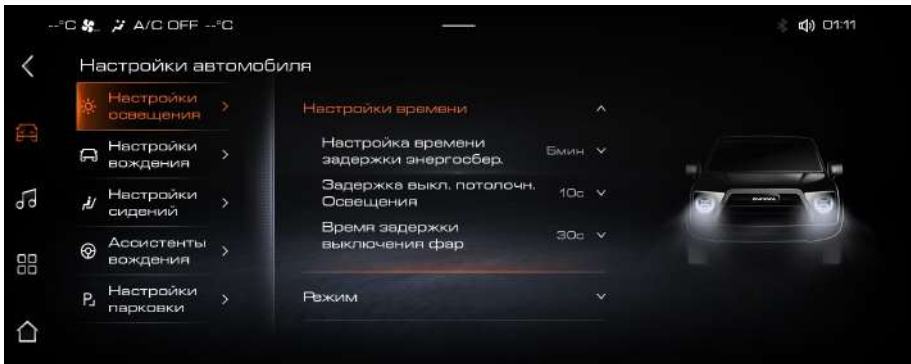 --°C A/C OFF --°C
01:11
Настройки автомобиля
Настройки
освещения
Настройки
вождения
Настройки
сидений
Ассистенты
вождения
Настройки
парковки
Настройки времени
Настройка времени
задержки энергосбер.
5мин
Задержка выкл. потолочн.
Освещения
10с
Время задержки
выключения фар
30с
Режим